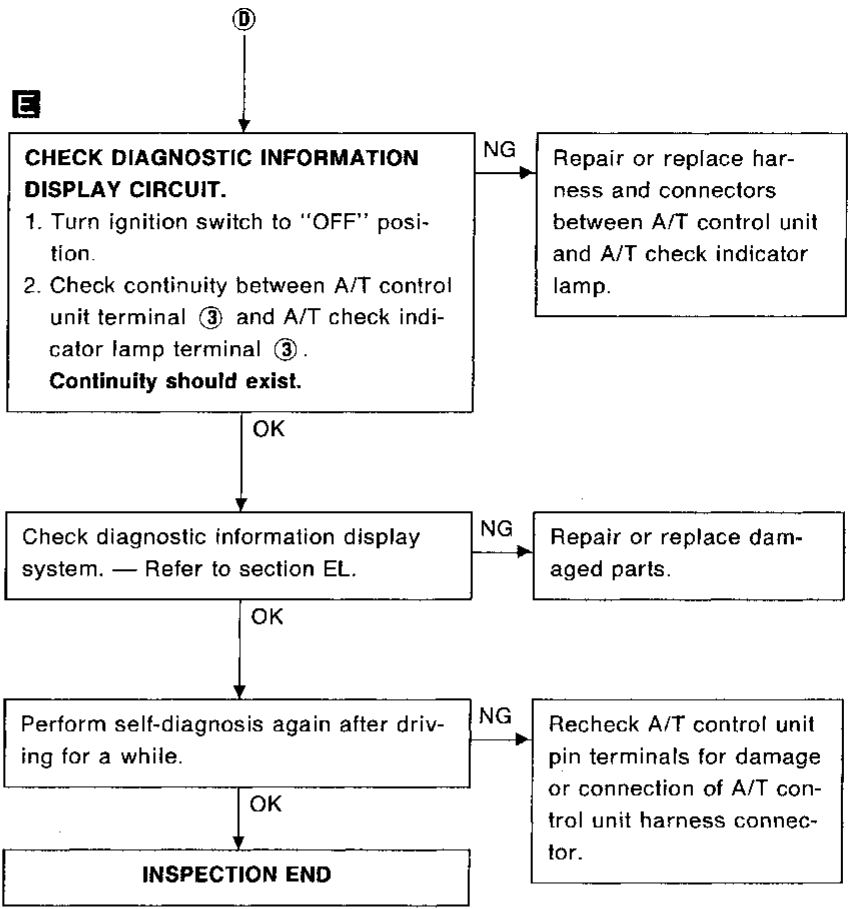 D
E
CHECK DIAGNOSTIC INFORMATION
DISPLAY CIRCUIT.
1. Turn ignition switch to "OFF" posi-
tion.
2. Check continuity between A/T control
unit terminal ③ and A/T check indi-
cator lamp terminal ③.
Continuity should exist.
NG
Repair or replace har-
ness and connectors
between A/T control unit
and A/T check indicator
lamp.
OK
Check diagnostic information display
system. — Refer to section EL.
NG
Repair or replace dam-
aged parts.
OK
Perform self-diagnosis again after driv-
ing for a while.
NG
Recheck A/T control unit
pin terminals for damage
or connection of A/T con-
trol unit harness connec-
tor.
OK
INSPECTION END